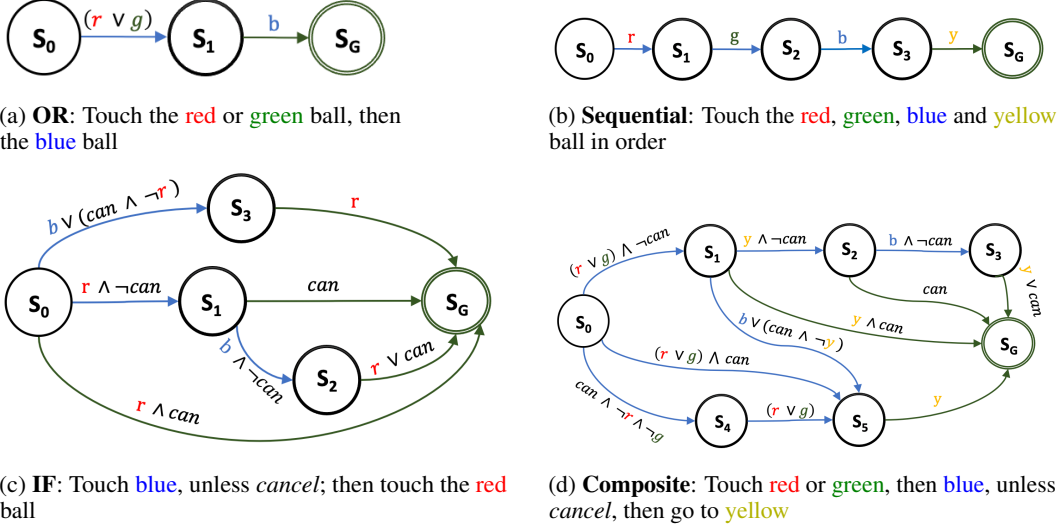 (r ∨ g)
b
S₀
S₁
S_G
(a) OR: Touch the red or green ball, then
the blue ball
r
g
b
y
S₀
S₁
S₂
S₃
S_G
(b) Sequential: Touch the red, green, blue and yellow
ball in order
b ∨ (can ∧ ¬r)
S₃
r
S₀
r ∧ ¬can
S₁
can
S_G
b ∧ ¬can
S₂
r ∨ can
r ∧ can
(c) IF: Touch blue, unless cancel; then touch the red
ball
(r ∨ g) ∧ ¬can
S₁
y ∧ ¬can
S₂
b ∧ ¬can
S₃
y ∨ can
can
S₀
b ∨ (can ∧ ¬y)
y ∧ can
S_G
(r ∨ g) ∧ can
can ∧ ¬r ∧ ¬g
S₄
(r ∨ g)
S₅
y
(d) Composite: Touch red or green, then blue, unless
cancel, then go to yellow